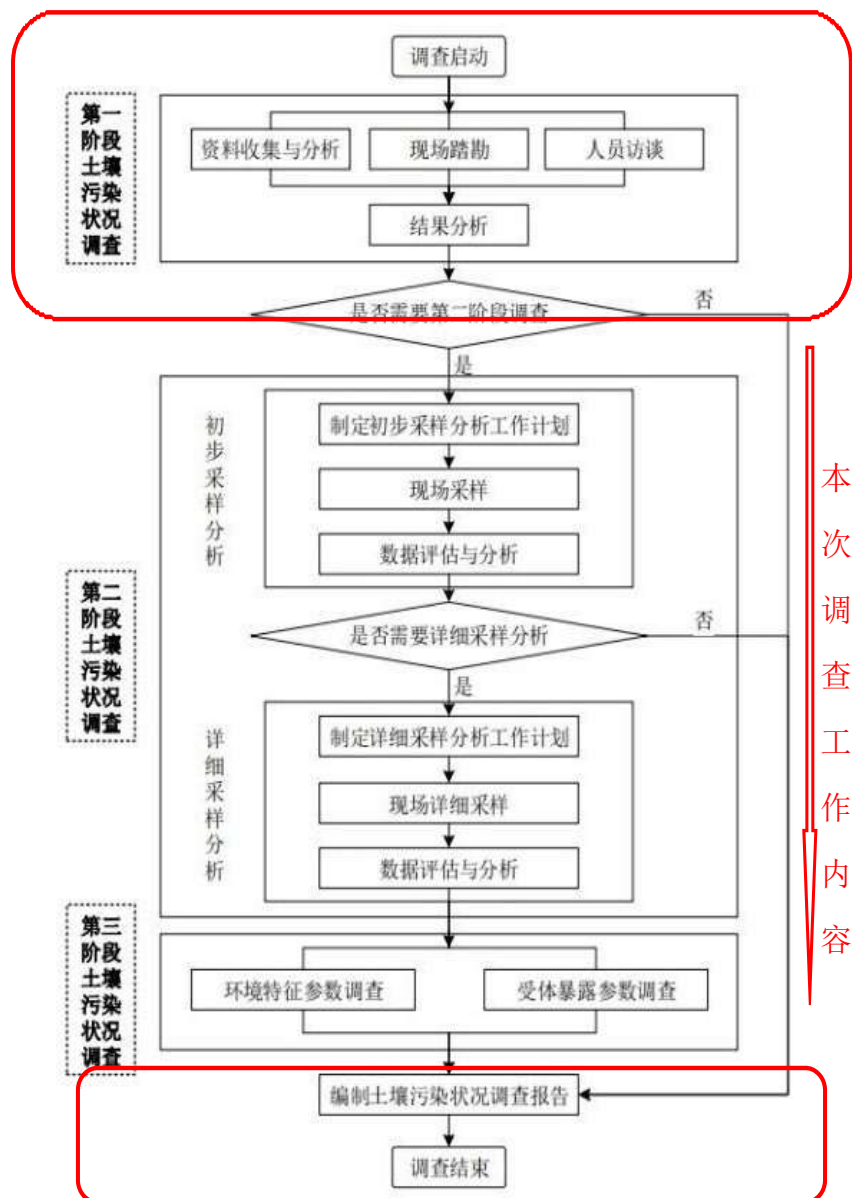 调查启动
第一
阶段
土壤
污染
状况
调查
资料收集与分析
现场踏勘
人员访谈
结果分析
是否需要第二阶段调查
否
是
初步采样分析
制定初步采样分析工作计划
现场采样
数据评估与分析
第二
阶段
土壤
污染
状况
调查
是否需要详细采样分析
否
是
详细采样分析
制定详细采样分析工作计划
现场详细采样
数据评估与分析
第三
阶段
土壤
污染
状况
调查
环境特征参数调查
受体暴露参数调查
编制土壤污染状况调查报告
调查结束
本次调查工作内容